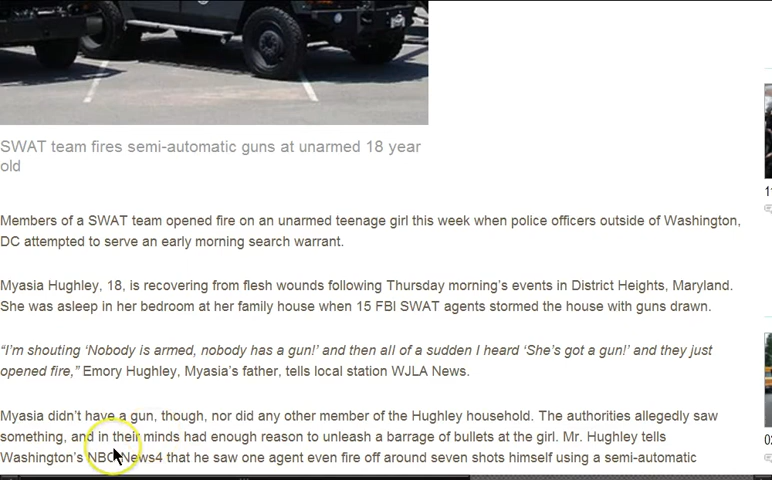 SWAT team fires semi-automatic guns at unarmed 18 year
old
Members of a SWAT team opened fire on an unarmed teenage girl this week when police officers outside of Washington,
DC attempted to serve an early morning search warrant.
Myasia Hughley, 18, is recovering from flesh wounds following Thursday morning’s events in District Heights, Maryland.
She was asleep in her bedroom at her family house when 15 FBI SWAT agents stormed the house with guns drawn.
“I’m shouting ‘Nobody is armed, nobody has a gun!’ and then all of a sudden I heard ‘She’s got a gun!’ and they just
opened fire,” Emory Hughley, Myasia’s father, tells local station WJLA News.
Myasia didn’t have a gun, though, nor did any other member of the Hughley household. The authorities allegedly saw
something, and in their minds had enough reason to unleash a barrage of bullets at the girl. Mr. Hughley tells
Washington’s NBC News4 that he saw one agent even fire off around seven shots himself using a semi-automatic